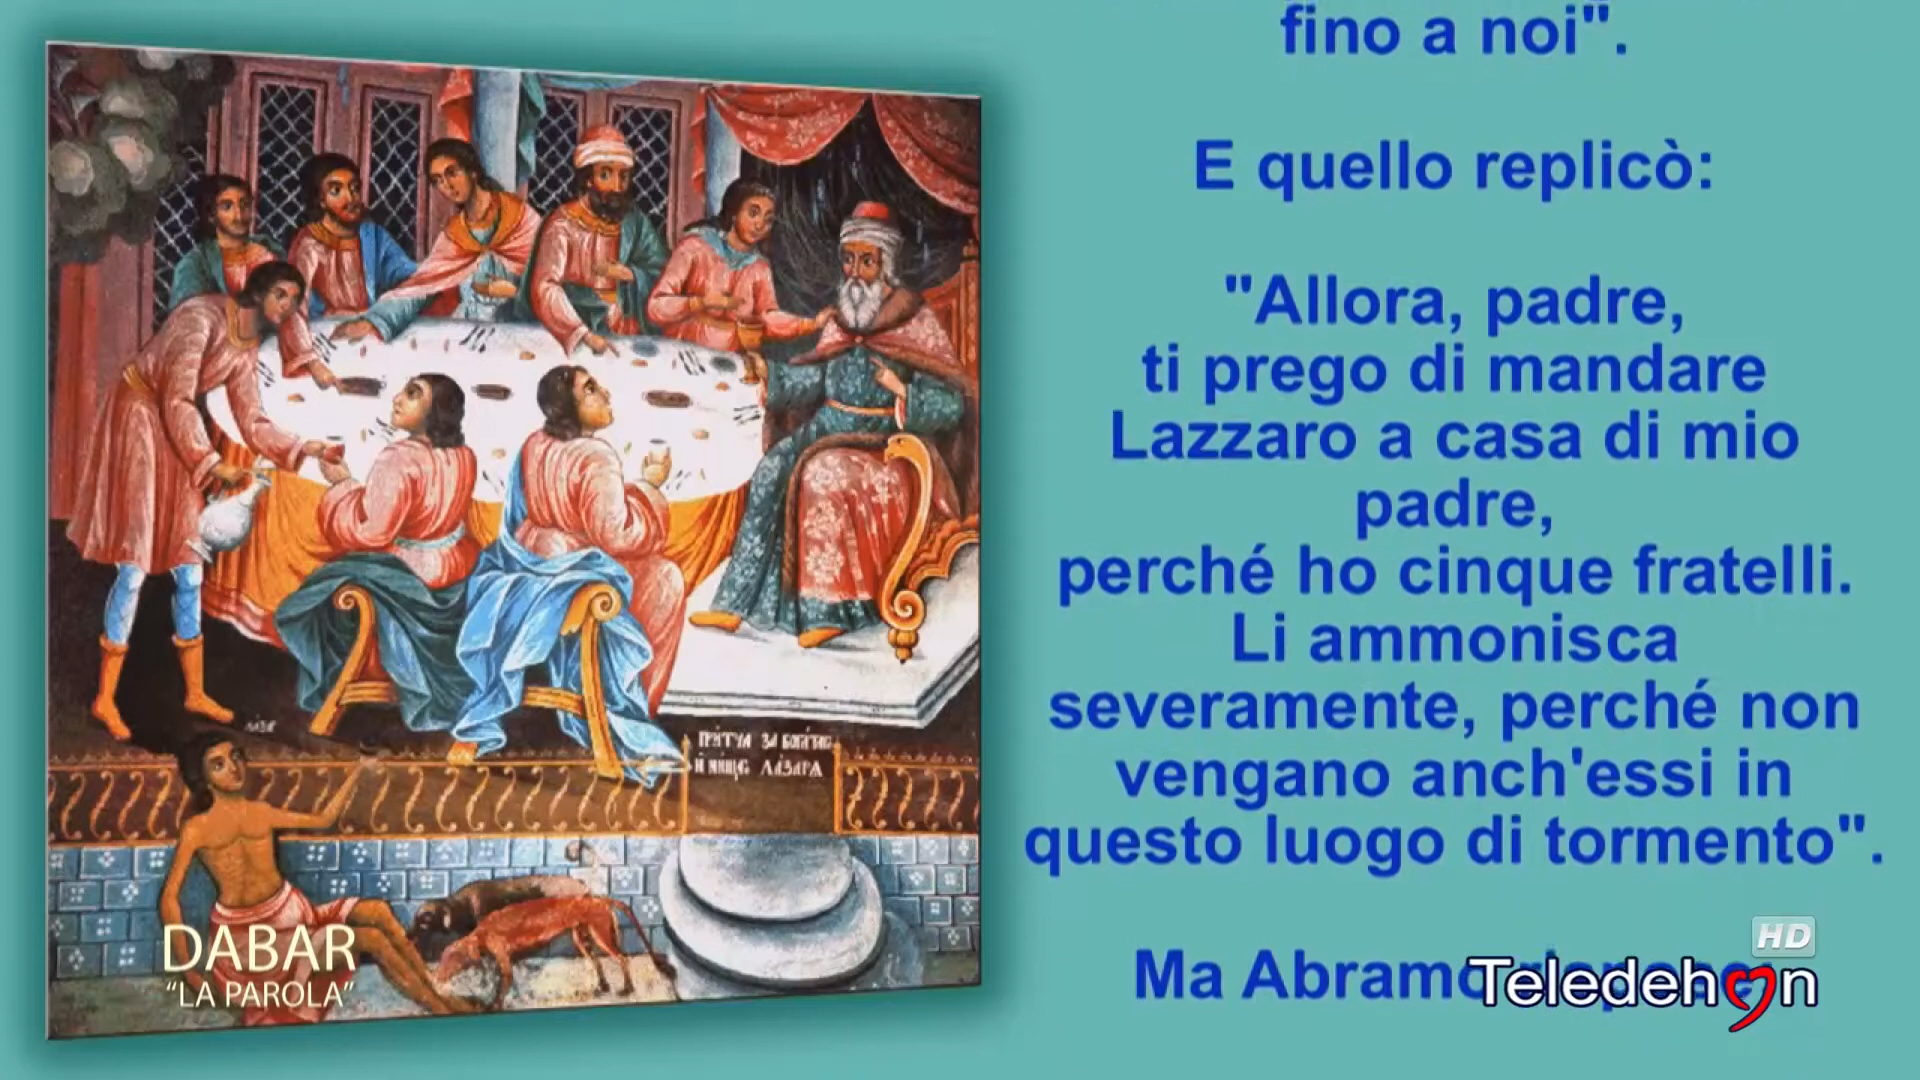 fino a noi".
E quello replicò:
"Allora, padre,
ti prego di mandare
Lazzaro a casa di mio
padre,
perché ho cinque fratelli.
Li ammonisca
severamente, perché non
vengano anch'essi in
questo luogo di tormento".
Ma Abramo
HD
Teledehon
DABAR
"LA PAROLA"